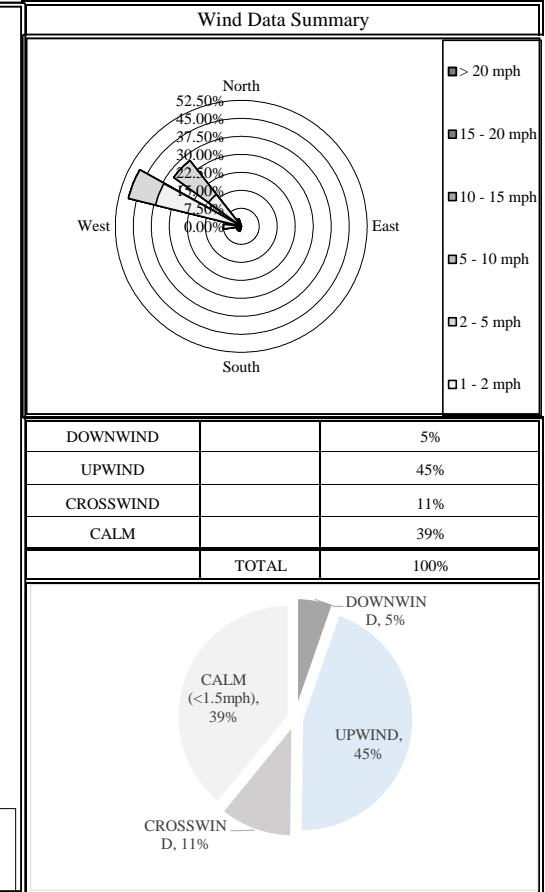 Wind Data Summary
North
52.50%
45.00%
37.50%
30.00%
22.50%
15.00%
7.50%
0.00%
West
East
South
> 20 mph
15 - 20 mph
10 - 15 mph
5 - 10 mph
2 - 5 mph
1 - 2 mph
DOWNWIND 5%
UPWIND 45%
CROSSWIND 11%
CALM 39%
TOTAL 100%
DOWNWIN
D, 5%
CALM
(<1.5mph),
39%
UPWIND,
45%
CROSSWIN
D, 11%